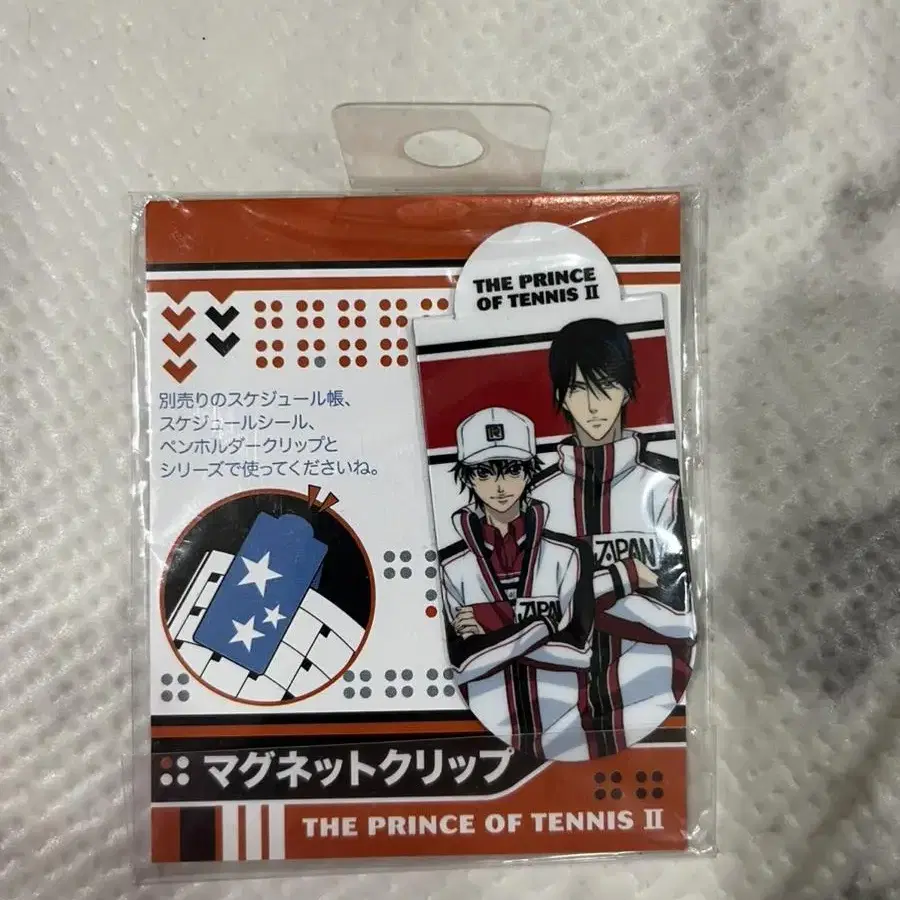 THE PRINCE
OF TENNIS II
別売りのスケジュール帳、
スケジュールシール、
ペンホルダークリップと
シリーズで使ってくださいね。
R
JAPAN
JAPAN
マグネットクリップ
THE PRINCE OF TENNIS II